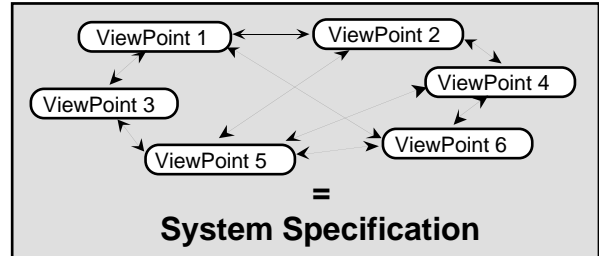 ViewPoint 1
ViewPoint 2
ViewPoint 4
ViewPoint 3
ViewPoint 6
ViewPoint 5
=
System Specification